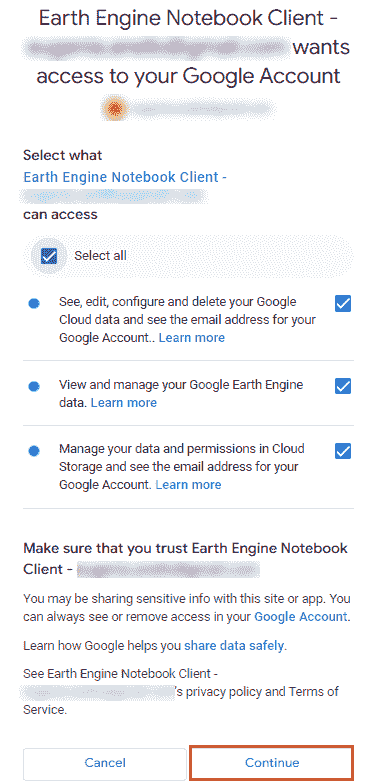 Earth Engine Notebook Client -
wants
access to your Google Account
Select what
Earth Engine Notebook Client -
can access
Select all
See, edit, configure and delete your Google
Cloud data and see the email address for your
Google Account.. Learn more
View and manage your Google Earth Engine
data. Learn more
Manage your data and permissions in Cloud
Storage and see the email address for your
Google Account. Learn more
Make sure that you trust Earth Engine Notebook
Client -
You may be sharing sensitive info with this site or app. You
can always see or remove access in your Google Account.
Learn how Google helps you share data safely.
See Earth Engine Notebook Client -
's privacy policy and Terms of
Service.
Cancel
Continue